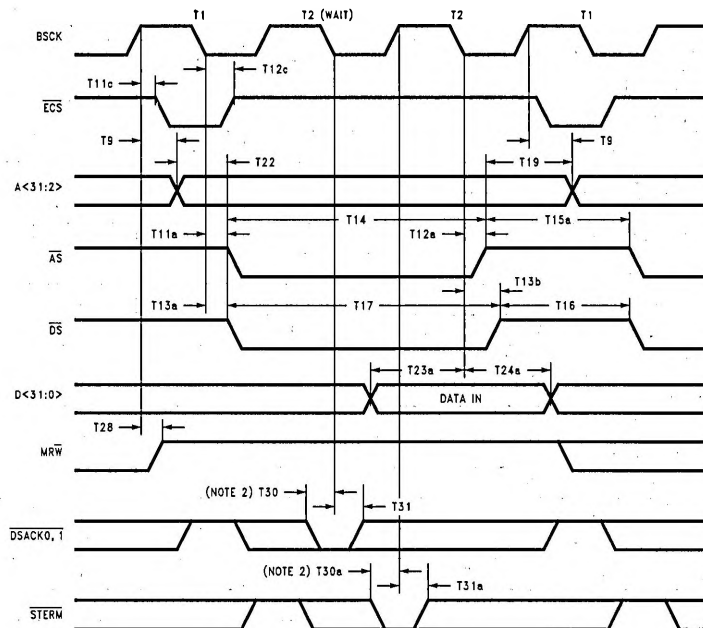 T1 T2 (WAIT) T2 T1
BSCK
T12c
T11c
ECS
T9 T9
T22 T19
A<31:2>
T14 T15a
T11a T12a
AS
T13b
T13a T17 T16
DS
T23a T24a
D<31:0> DATA IN
T28
MRW
(NOTE 2) T30 T31
DSACK0, 1
(NOTE 2) T30a T31a
STERM